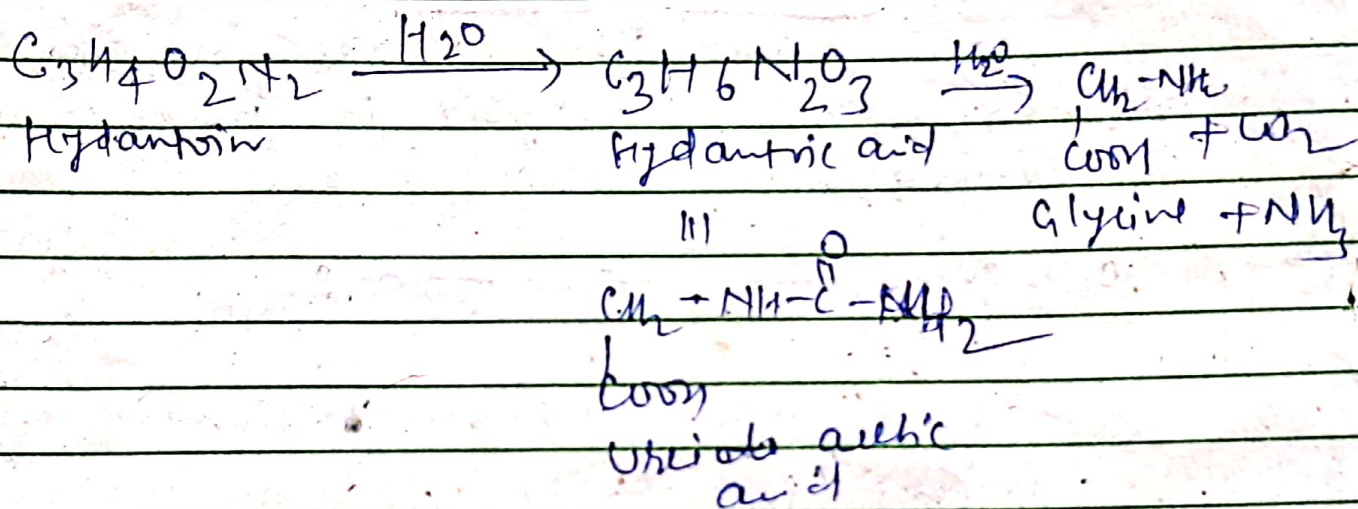 C3H4O2N2 H2O → C3H6N2O3 H2O → CH2-NH2
Hydantoin Hydantoic acid COOH + CO2
||| Glycine + NH3
O
CH2 - NH - C - NH2
COOH
acetic
acid